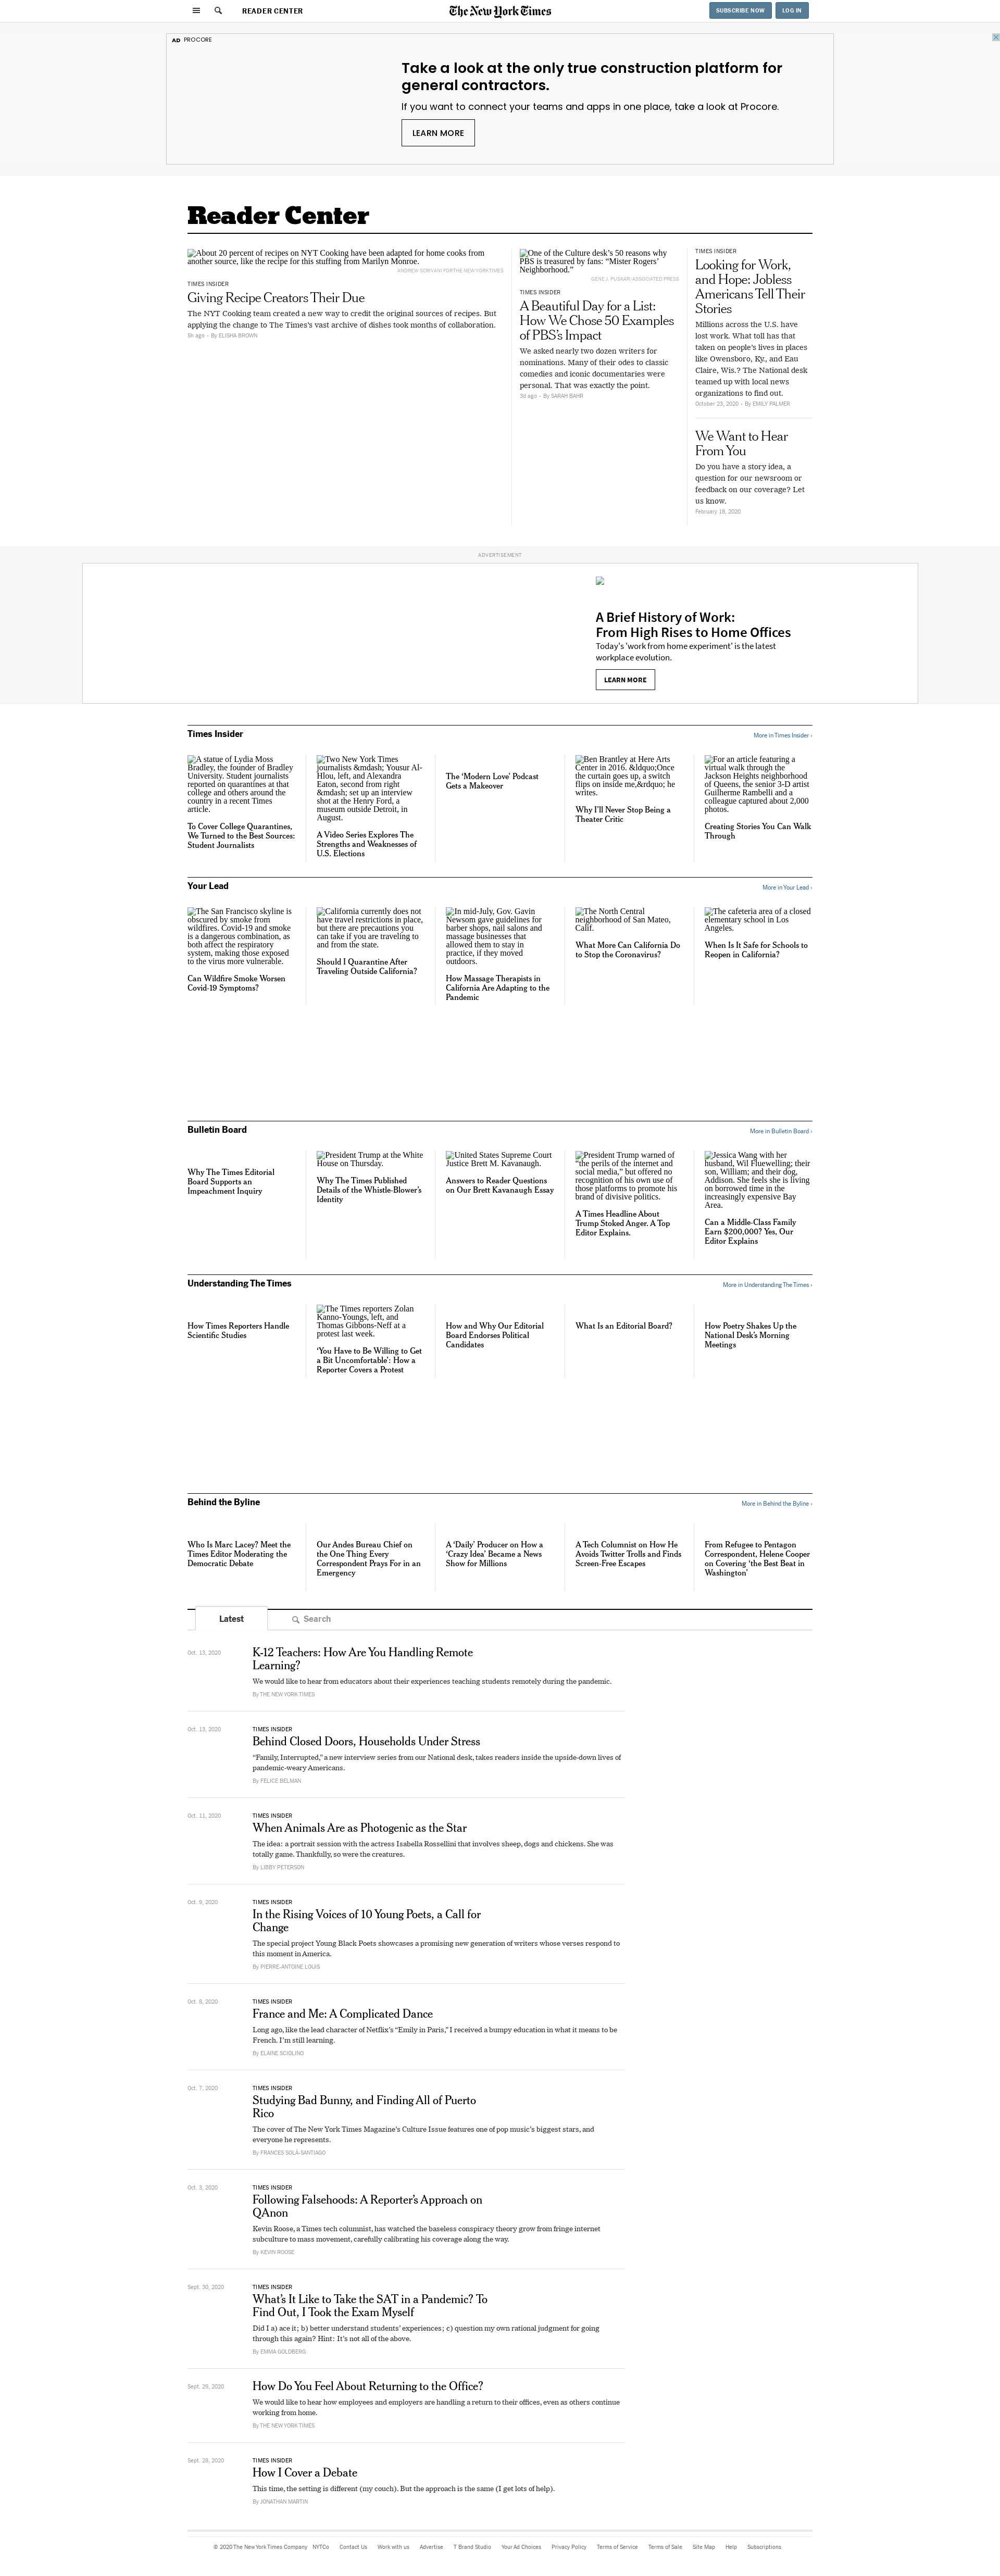 READER CENTER
The New York Times
SUBSCRIBE NOW
LOG IN
AD PROCORE
Take a look at the only true construction platform for
general contractors.
If you want to connect your teams and apps in one place, take a look at Procore.
LEARN MORE
Reader Center
About 20 percent of recipes on NYT Cooking have been adapted for home cooks from
another source, like the recipe for this stuffing from Marilyn Monroe.
ANDREW SCRIVANI FOR THE NEW YORK TIMES
TIMES INSIDER
Giving Recipe Creators Their Due
The NYT Cooking team created a new way to credit the original sources of recipes. But
applying the change to The Times's vast archive of dishes took months of collaboration.
8h ago · By ELISHA BROWN
One of the Culture desk's 50 reasons why
PBS is treasured by fans: "Mister Rogers'
Neighborhood."
GENE J. PUSKAR/ASSOCIATED PRESS
TIMES INSIDER
A Beautiful Day for a List:
How We Chose 50 Examples
of PBS's Impact
We asked nearly two dozen writers for
nominations. Many of their odes to classic
comedies and iconic documentaries were
personal. That was exactly the point.
3d ago · By SARAH BAHR
TIMES INSIDER
Looking for Work,
and Hope: Jobless
Americans Tell Their
Stories
Millions across the U.S. have
lost work. What toll has that
taken on people's lives in places
like Owensboro, Ky., and Eau
Claire, Wis.? The National desk
teamed up with local news
organizations to find out.
October 23, 2020 · By EMILY PALMER
We Want to Hear
From You
Do you have a story idea, a
question for our newsroom or
feedback on our coverage? Let
us know.
February 18, 2020
ADVERTISEMENT
A Brief History of Work:
From High Rises to Home Offices
Today's 'work from home experiment' is the latest
workplace evolution.
LEARN MORE
Times Insider
More in Times Insider ›
A statue of Lydia Moss
Bradley, the founder of Bradley
University. Student journalists
reported on quarantines at that
college and others around the
country in a recent Times
article.
To Cover College Quarantines,
We Turned to the Best Sources:
Student Journalists
Two New York Times
journalists &mdash; Yousur Al-
Hlou, left, and Alexandra
Eaton, second from right
&mdash; set up an interview
shot at the Henry Ford, a
museum outside Detroit, in
August.
A Video Series Explores The
Strengths and Weaknesses of
U.S. Elections
The 'Modern Love' Podcast
Gets a Makeover
Ben Brantley at Here Arts
Center in 2016. &ldquo;Once
the curtain goes up, a switch
flips on inside me,&rdquo; he
writes.
Why I'll Never Stop Being a
Theater Critic
For an article featuring a
virtual walk through the
Jackson Heights neighborhood
of Queens, the senior 3-D artist
Guilherme Rambelli and a
colleague captured about 2,000
photos.
Creating Stories You Can Walk
Through
Your Lead
More in Your Lead ›
The San Francisco skyline is
obscured by smoke from
wildfires. Covid-19 and smoke
is a dangerous combination, as
both affect the respiratory
system, making those exposed
to the virus more vulnerable.
Can Wildfire Smoke Worsen
Covid-19 Symptoms?
California currently does not
have travel restrictions in place,
but there are precautions you
can take if you are traveling to
and from the state.
Should I Quarantine After
Traveling Outside California?
In mid-July, Gov. Gavin
Newsom gave guidelines for
barber shops, nail salons and
massage businesses that
allowed them to stay in
practice, if they moved
outdoors.
How Massage Therapists in
California Are Adapting to the
Pandemic
The North Central
neighborhood of San Mateo,
Calif.
What More Can California Do
to Stop the Coronavirus?
The cafeteria area of a closed
elementary school in Los
Angeles.
When Is It Safe for Schools to
Reopen in California?
Bulletin Board
More in Bulletin Board ›
Why The Times Editorial
Board Supports an
Impeachment Inquiry
President Trump at the White
House on Thursday.
Why The Times Published
Details of the Whistle-Blower's
Identity
United States Supreme Court
Justice Brett M. Kavanaugh.
Answers to Reader Questions
on Our Brett Kavanaugh Essay
President Trump warned of
"the perils of the internet and
social media," but offered no
recognition of his own use of
those platforms to promote his
brand of divisive politics.
A Times Headline About
Trump Stoked Anger. A Top
Editor Explains.
Jessica Wang with her
husband, Wil Fluewelling; their
son, William; and their dog,
Addison. She feels she is living
on borrowed time in the
increasingly expensive Bay
Area.
Can a Middle-Class Family
Earn $200,000? Yes, Our
Editor Explains
Understanding The Times
More in Understanding The Times ›
How Times Reporters Handle
Scientific Studies
The Times reporters Zolan
Kanno-Youngs, left, and
Thomas Gibbons-Neff at a
protest last week.
'You Have to Be Willing to Get
a Bit Uncomfortable': How a
Reporter Covers a Protest
How and Why Our Editorial
Board Endorses Political
Candidates
What Is an Editorial Board?
How Poetry Shakes Up the
National Desk's Morning
Meetings
Behind the Byline
More in Behind the Byline ›
Who Is Marc Lacey? Meet the
Times Editor Moderating the
Democratic Debate
Our Andes Bureau Chief on
the One Thing Every
Correspondent Prays For in an
Emergency
A 'Daily' Producer on How a
'Crazy Idea' Became a News
Show for Millions
A Tech Columnist on How He
Avoids Twitter Trolls and Finds
Screen-Free Escapes
From Refugee to Pentagon
Correspondent, Helene Cooper
on Covering 'the Best Beat in
Washington'
Latest
Search
Oct. 13, 2020
K-12 Teachers: How Are You Handling Remote
Learning?
We would like to hear from educators about their experiences teaching students remotely during the pandemic.
By THE NEW YORK TIMES
Oct. 13, 2020
TIMES INSIDER
Behind Closed Doors, Households Under Stress
"Family, Interrupted," a new interview series from our National desk, takes readers inside the upside-down lives of
pandemic-weary Americans.
By FELICE BELMAN
Oct. 11, 2020
TIMES INSIDER
When Animals Are as Photogenic as the Star
The idea: a portrait session with the actress Isabella Rossellini that involves sheep, dogs and chickens. She was
totally game. Thankfully, so were the creatures.
By LIBBY PETERSON
Oct. 9, 2020
TIMES INSIDER
In the Rising Voices of 10 Young Poets, a Call for
Change
The special project Young Black Poets showcases a promising new generation of writers whose verses respond to
this moment in America.
By PIERRE-ANTOINE LOUIS
Oct. 8, 2020
TIMES INSIDER
France and Me: A Complicated Dance
Long ago, like the lead character of Netflix's "Emily in Paris," I received a bumpy education in what it means to be
French. I'm still learning.
By ELAINE SCIOLINO
Oct. 7, 2020
TIMES INSIDER
Studying Bad Bunny, and Finding All of Puerto
Rico
The cover of The New York Times Magazine's Culture Issue features one of pop music's biggest stars, and
everyone he represents.
By FRANCES SOLÁ-SANTIAGO
Oct. 3, 2020
TIMES INSIDER
Following Falsehoods: A Reporter's Approach on
QAnon
Kevin Roose, a Times tech columnist, has watched the baseless conspiracy theory grow from fringe internet
subculture to mass movement, carefully calibrating his coverage along the way.
By KEVIN ROOSE
Sept. 30, 2020
TIMES INSIDER
What's It Like to Take the SAT in a Pandemic? To
Find Out, I Took the Exam Myself
Did I a) ace it; b) better understand students' experiences; c) question my own rational judgment for going
through this again? Hint: It's not all of the above.
By EMMA GOLDBERG
Sept. 29, 2020
How Do You Feel About Returning to the Office?
We would like to hear how employees and employers are handling a return to their offices, even as others continue
working from home.
By THE NEW YORK TIMES
Sept. 28, 2020
TIMES INSIDER
How I Cover a Debate
This time, the setting is different (my couch). But the approach is the same (I get lots of help).
By JONATHAN MARTIN
© 2020 The New York Times Company NYTCo Contact Us Work with us Advertise T Brand Studio Your Ad Choices Privacy Policy Terms of Service Terms of Sale Site Map Help Subscriptions